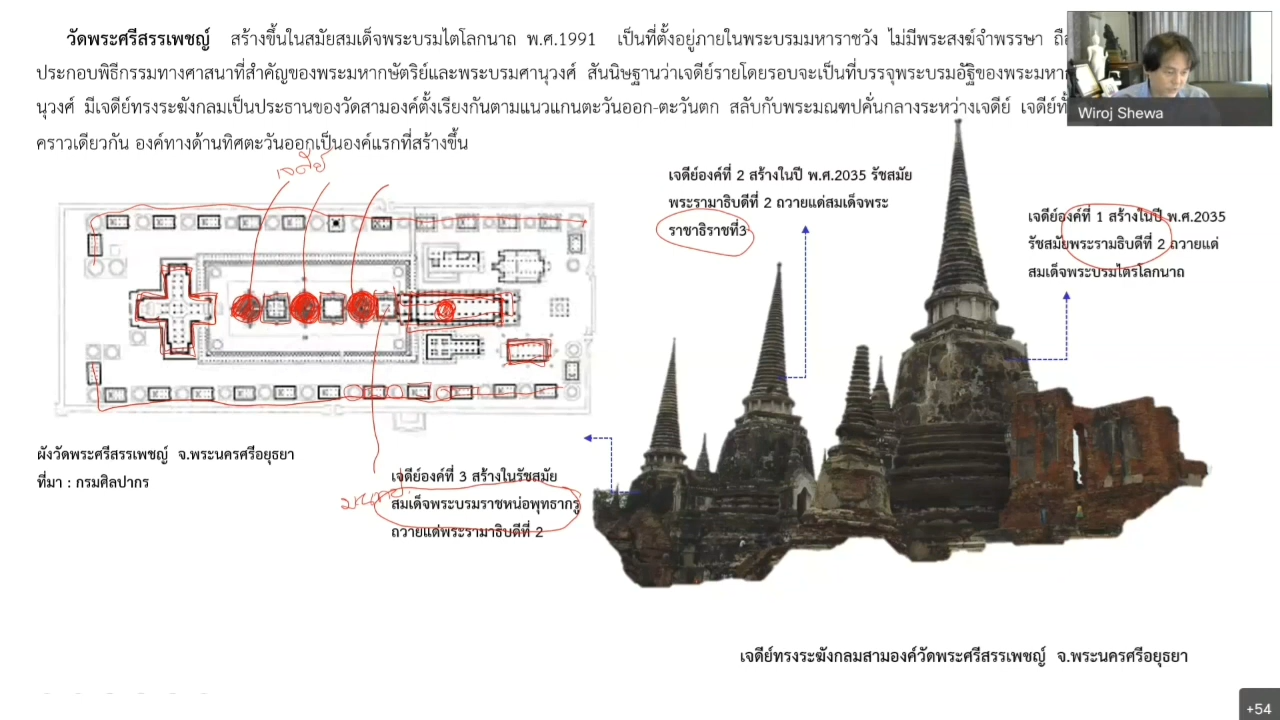 วัดพระศรีสรรเพชญ์ สร้างขึ้นในสมัยสมเด็จพระบรมไตโลกนาถ พ.ศ.1991 เป็นที่ตั้งอยู่ภายในพระบรมมหาราชวัง ไม่มีพระสงฆ์จำพรรษา
ประกอบพิธีกรรมทางศาสนาที่สำคัญของพระมหากษัตริย์และพระบรมศานุวงศ์ สันนิษฐานว่าเจดีย์รายโดยรอบจะเป็นที่บรรจุพระบรมอัฐิของพระมหา
นุวงศ์ มีเจดีย์ทรงระฆังกลมเป็นประธานของวัดสามองค์ตั้งเรียงกันตามแนวแกนตะวันออก-ตะวันตก สลับกับพระมณฑปคั่นกลางระหว่างเจดีย์
คราวเดียวกัน องค์ทางด้านทิศตะวันออกเป็นองค์แรกที่สร้างขึ้น
Wiroj Shewa
เจดีย์
เจดีย์องค์ที่ 2 สร้างในปี พ.ศ.2035 รัชสมัย
พระรามาธิบดีที่ 2 ถวายแด่สมเด็จพระ
ราชาธิราชที่3
เจดีย์องค์ที่ 1 สร้างในปี พ.ศ.2035
รัชสมัยพระรามธิบดีที่ 2 ถวายแด่
สมเด็จพระบรมไตรโลกนาถ
ผังวัดพระศรีสรรเพชญ์ จ.พระนครศรีอยุธยา
ที่มา : กรมศิลปากร
เจดีย์องค์ที่ 3 สร้างในรัชสมัย
สมเด็จพระบรมราชหน่อพุทธากรู
ถวายแด่พระรามาธิบดีที่ 2
เจดีย์ทรงระฆังกลมสามองค์วัดพระศรีสรรเพชญ์ จ.พระนครศรีอยุธยา
+54